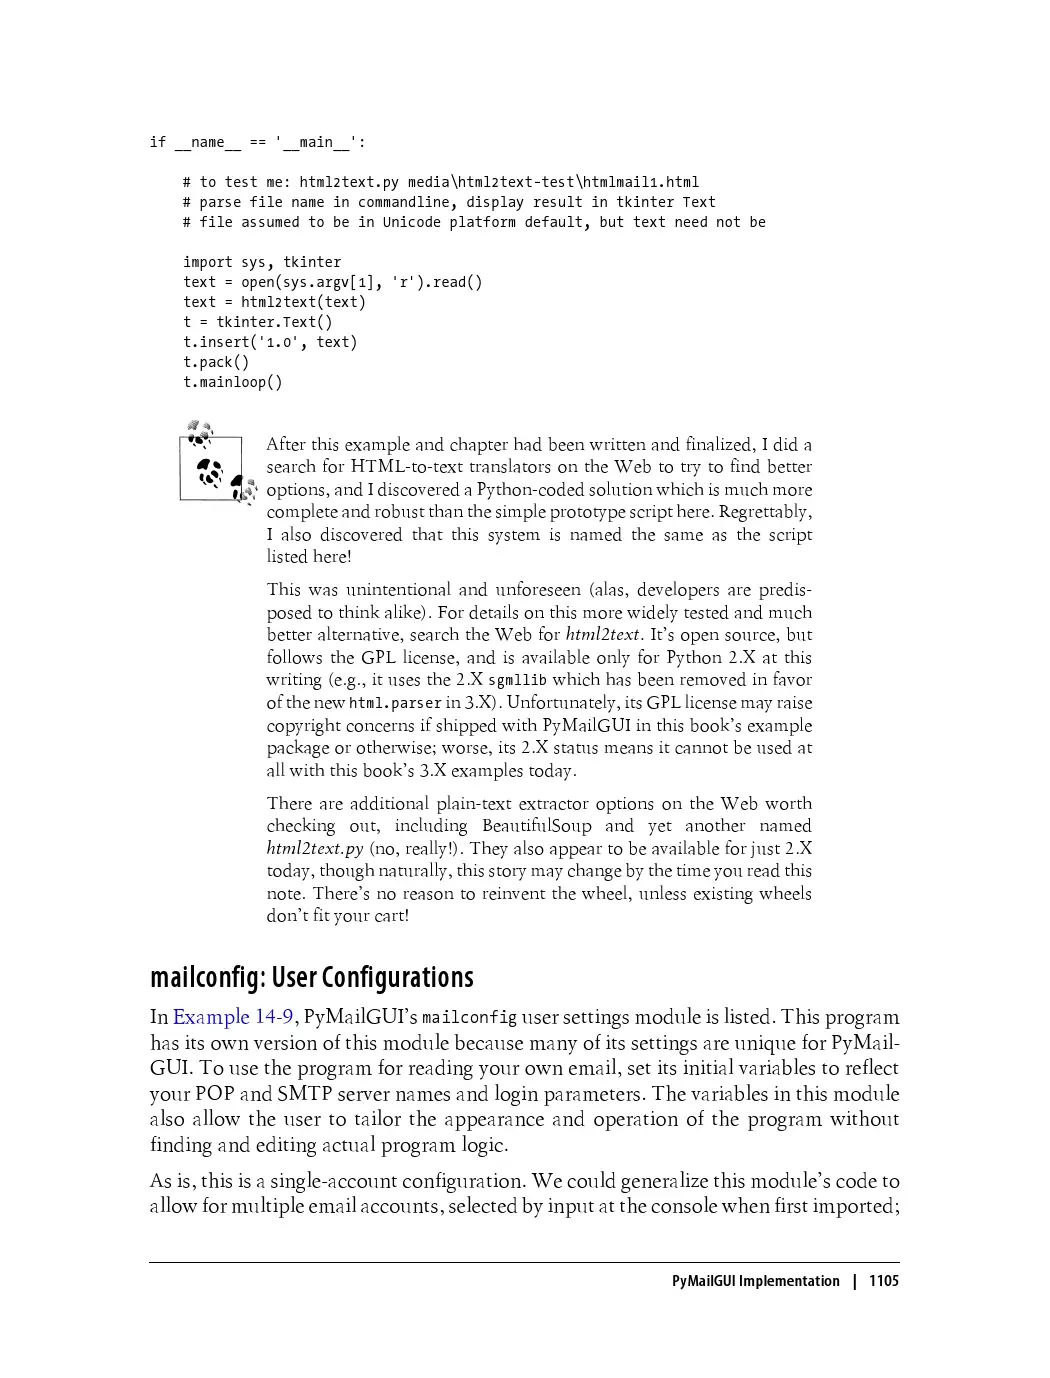 if __name__ == '__main__':
# to test me: html2text.py media\html2text-test\htmlmail1.html
# parse file name in commandline, display result in tkinter Text
# file assumed to be in Unicode platform default, but text need not be
import sys, tkinter
text = open(sys.argv[1], 'r').read()
text = html2text(text)
t = tkinter.Text()
t.insert('1.0', text)
t.pack()
t.mainloop()
After this example and chapter had been written and finalized, I did a
search for HTML-to-text translators on the Web to try to find better
options, and I discovered a Python-coded solution which is much more
complete and robust than the simple prototype script here. Regrettably,
I also discovered that this system is named the same as the script
listed here!
This was unintentional and unforeseen (alas, developers are predis-
posed to think alike). For details on this more widely tested and much
better alternative, search the Web for html2text. It's open source, but
follows the GPL license, and is available only for Python 2.X at this
writing (e.g., it uses the 2.X sgmllib which has been removed in favor
of the new html.parser in 3.X). Unfortunately, its GPL license may raise
copyright concerns if shipped with PyMailGUI in this book's example
package or otherwise; worse, its 2.X status means it cannot be used at
all with this book's 3.X examples today.
There are additional plain-text extractor options on the Web worth
checking out, including BeautifulSoup and yet another named
html2text.py (no, really!). They also appear to be available for just 2.X
today, though naturally, this story may change by the time you read this
note. There's no reason to reinvent the wheel, unless existing wheels
don't fit your cart!
mailconfig: User Configurations
In Example 14-9, PyMailGUI's mailconfig user settings module is listed. This program
has its own version of this module because many of its settings are unique for PyMail-
GUI. To use the program for reading your own email, set its initial variables to reflect
your POP and SMTP server names and login parameters. The variables in this module
also allow the user to tailor the appearance and operation of the program without
finding and editing actual program logic.
As is, this is a single-account configuration. We could generalize this module's code to
allow for multiple email accounts, selected by input at the console when first imported;
PyMailGUI Implementation | 1105